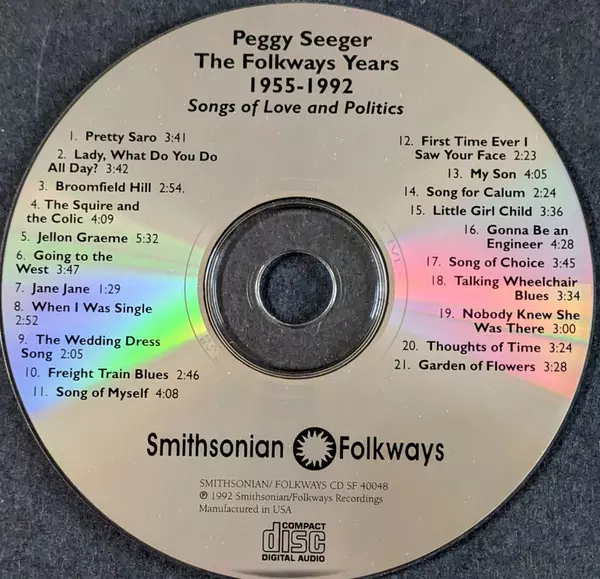 Peggy Seeger
The Folkways Years
1955-1992
Songs of Love and Politics
1. Pretty Saro 3:41
2. Lady, What Do You Do
All Day? 3:42
3. Broomfield Hill 2:54.
4. The Squire and
the Colic 4:09
5. Jellon Graeme 5:32
6. Going to the
West 3:47
7. Jane Jane 1:29
8. When I Was Single
2:52
9. The Wedding Dress
Song 2:05
10. Freight Train Blues 2:46
11. Song of Myself 4:08
12. First Time Ever I
Saw Your Face 2:23
13. My Son 4:05
14. Song for Calum 2:24
15. Little Girl Child 3:36
16. Gonna Be an
Engineer 4:28
17. Song of Choice 3:45
18. Talking Wheelchair
Blues 3:34
19. Nobody Knew She
Was There 3:00
20. Thoughts of Time 3:24
21. Garden of Flowers 3:28
Smithsonian Folkways
SMITHSONIAN/ FOLKWAYS CD SF 40048
℗ 1992 Smithsonian/Folkways Recordings
Manufactured in USA
COMPACT
disc
DIGITAL AUDIO